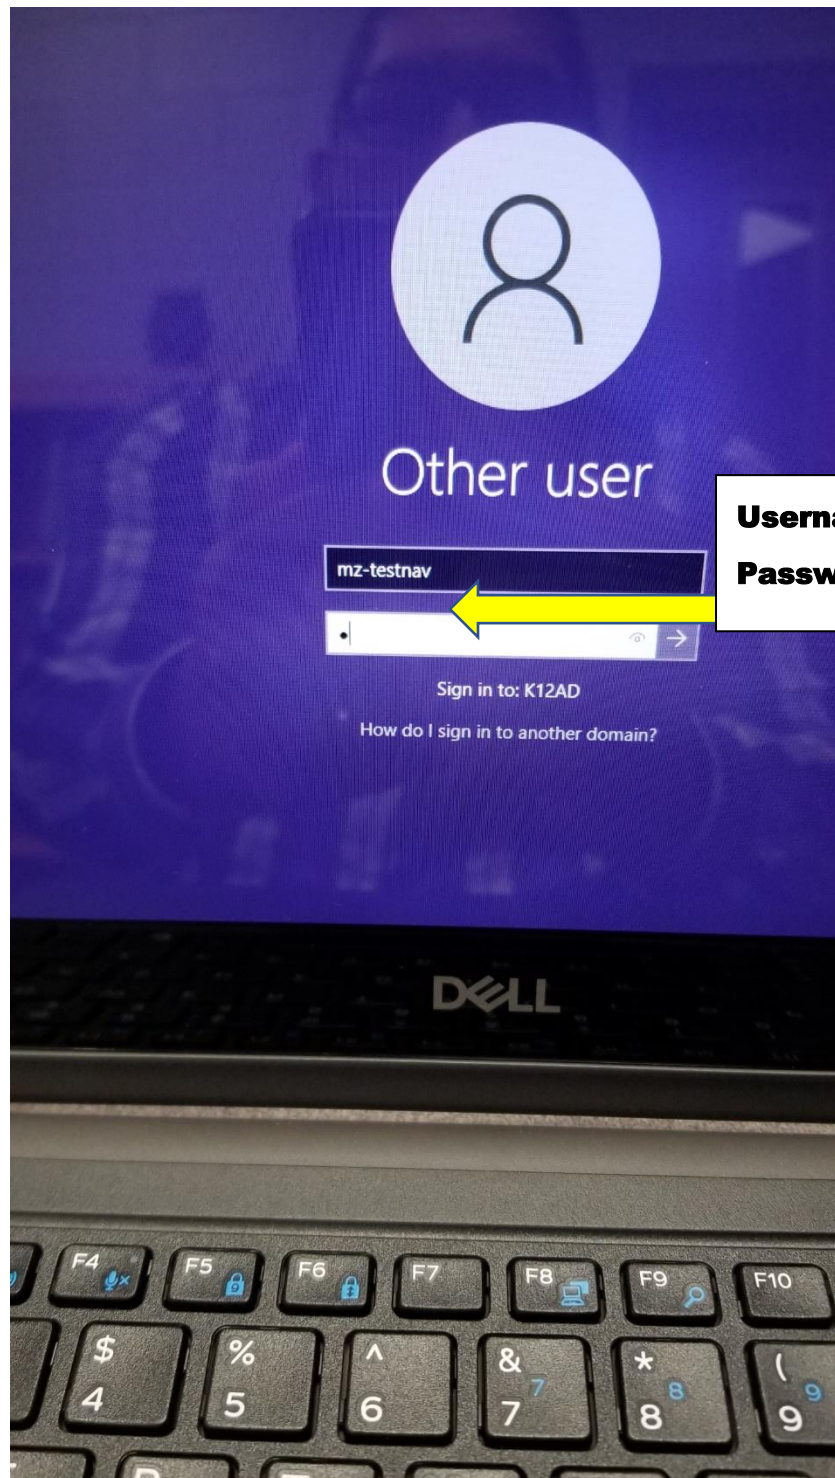 Other user
Userna
mz-testnav
Passw
•
Sign in to: K12AD
How do I sign in to another domain?
DELL
F4 F5 F6 F7 F8 F9 F10
$ % ^ & * (
4 5 6 7 7 8 8 9 9